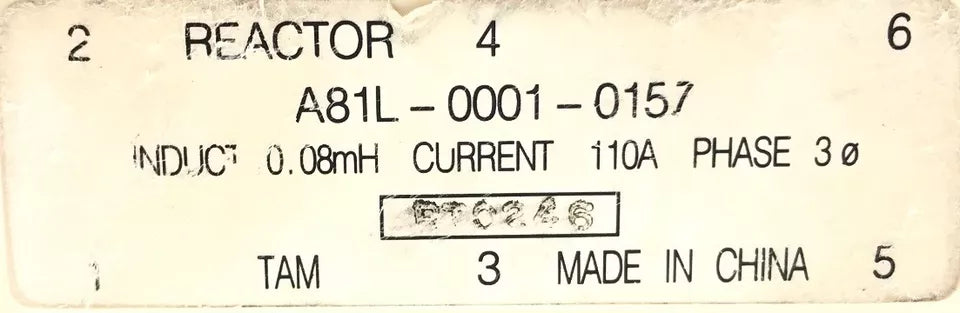 2 REACTOR 4 6
A81L-0001-0157
INDUCT 0.08mH CURRENT 110A PHASE 3ø
1 TAM 3 MADE IN CHINA 5